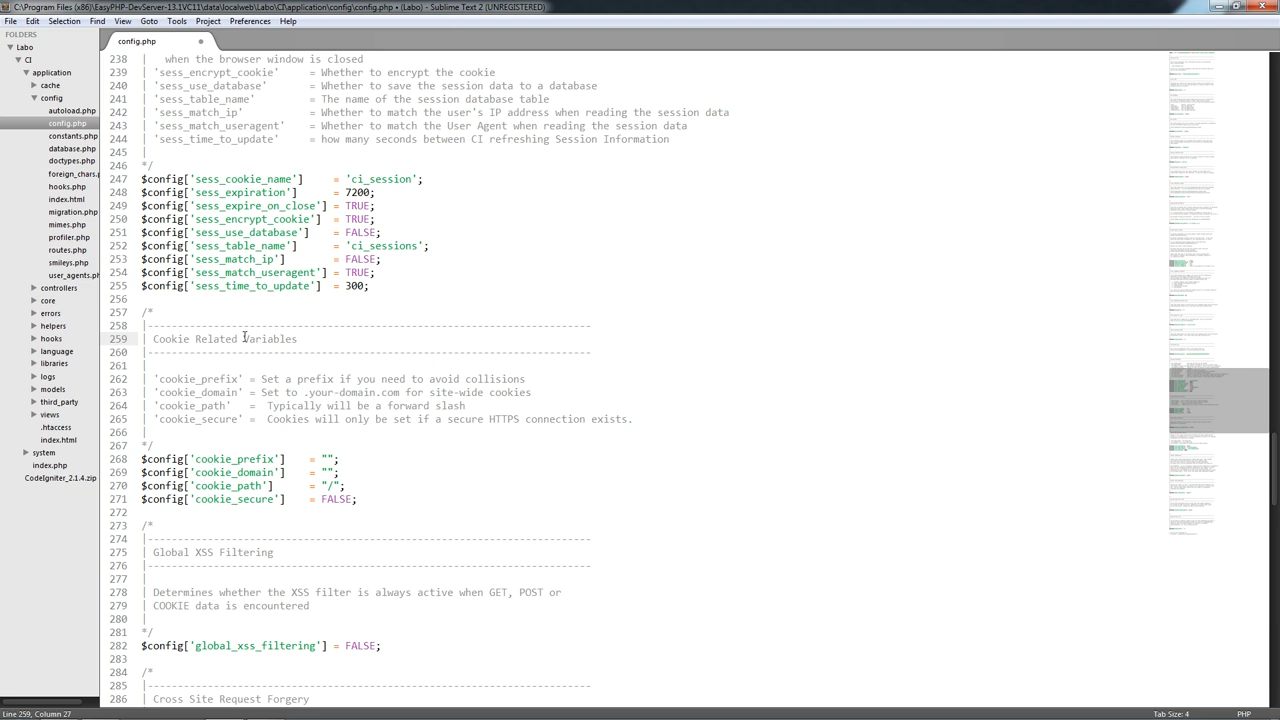 C:\Program Files (x86)\EasyPHP-DevServer-13.1VC11\data\localweb\Labo\CI\application\config\config.php • (Labo) - Sublime Text 2 (UNREGISTERED)
File Edit Selection Find View Goto Tools Project Preferences Help
FOLDERS
Labo
CI
application
cache
config
autoload.php
config.php
constants.php
database.php
doctypes.php
foreign_chars.p
hooks.php
index.html
migration.php
mimes.php
profiler.php
routes.php
smileys.php
user_agents.ph
controllers
core
errors
helpers
hooks
language
libraries
logs
models
third_party
views
.htaccess
index.html
system
index.php
CodeIgniter_2.1.4.zip
config.php
238 | when the browser window is closed
239 | 'sess_encrypt_cookie' = Whether to encrypt the cookie
240 | 'sess_use_database' = Whether to save the session data to a database
241 | 'sess_table_name' = The name of the session database table
242 | 'sess_match_ip' = Whether to match the user's IP address when reading the session data
243 | 'sess_match_useragent' = Whether to match the User Agent when reading the session data
244 | 'sess_time_to_update' = how many seconds between CI refreshing Session Information
245 |
246 */
247 $config['sess_cookie_name'] = 'ci_session';
248 $config['sess_expiration'] = 7200;
249 $config['sess_expire_on_close'] = TRUE;
250 $config['sess_encrypt_cookie'] = TRUE;
251 $config['sess_use_database'] = FALSE;
252 $config['sess_table_name'] = 'ci_sessions';
253 $config['sess_match_ip'] = FALSE;
254 $config['sess_match_useragent'] = TRUE;
255 $config['sess_time_to_update'] = 300;
256
257 /*
258 |--------------------------------------------------------------------------
259 | Cookie Related Variables
260 |--------------------------------------------------------------------------
261 |
262 | 'cookie_prefix' = Set a prefix if you need to avoid collisions
263 | 'cookie_domain' = Set to .your-domain.com for site-wide cookies
264 | 'cookie_path' = Typically will be a forward slash
265 | 'cookie_secure' = Cookies will only be set if a secure HTTPS connection exists.
266 |
267 */
268 $config['cookie_prefix'] = "";
269 $config['cookie_domain'] = "";
270 $config['cookie_path'] = "/";
271 $config['cookie_secure'] = FALSE;
272
273 /*
274 |--------------------------------------------------------------------------
275 | Global XSS Filtering
276 |--------------------------------------------------------------------------
277 |
278 | Determines whether the XSS filter is always active when GET, POST or
279 | COOKIE data is encountered
280 |
281 */
282 $config['global_xss_filtering'] = FALSE;
283
284 /*
285 |--------------------------------------------------------------------------
286 | Cross Site Request Forgery
Line 259, Column 27
Tab Size: 4
PHP